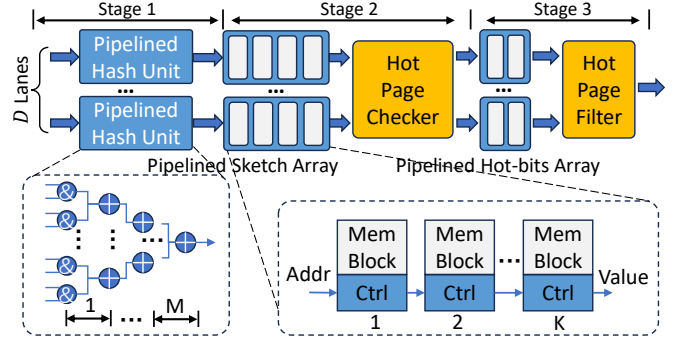 Stage 1
Stage 2
Stage 3
D Lanes
Pipelined
Hash Unit
...
Pipelined
Hash Unit
...
Hot
Page
Checker
...
Hot
Page
Filter
Pipelined Sketch Array
Pipelined Hot-bits Array
&
&
&
&
...
1 ... M
Addr
Mem
Block
Ctrl
1
Mem
Block
Ctrl
2
...
Mem
Block
Ctrl
K
Value